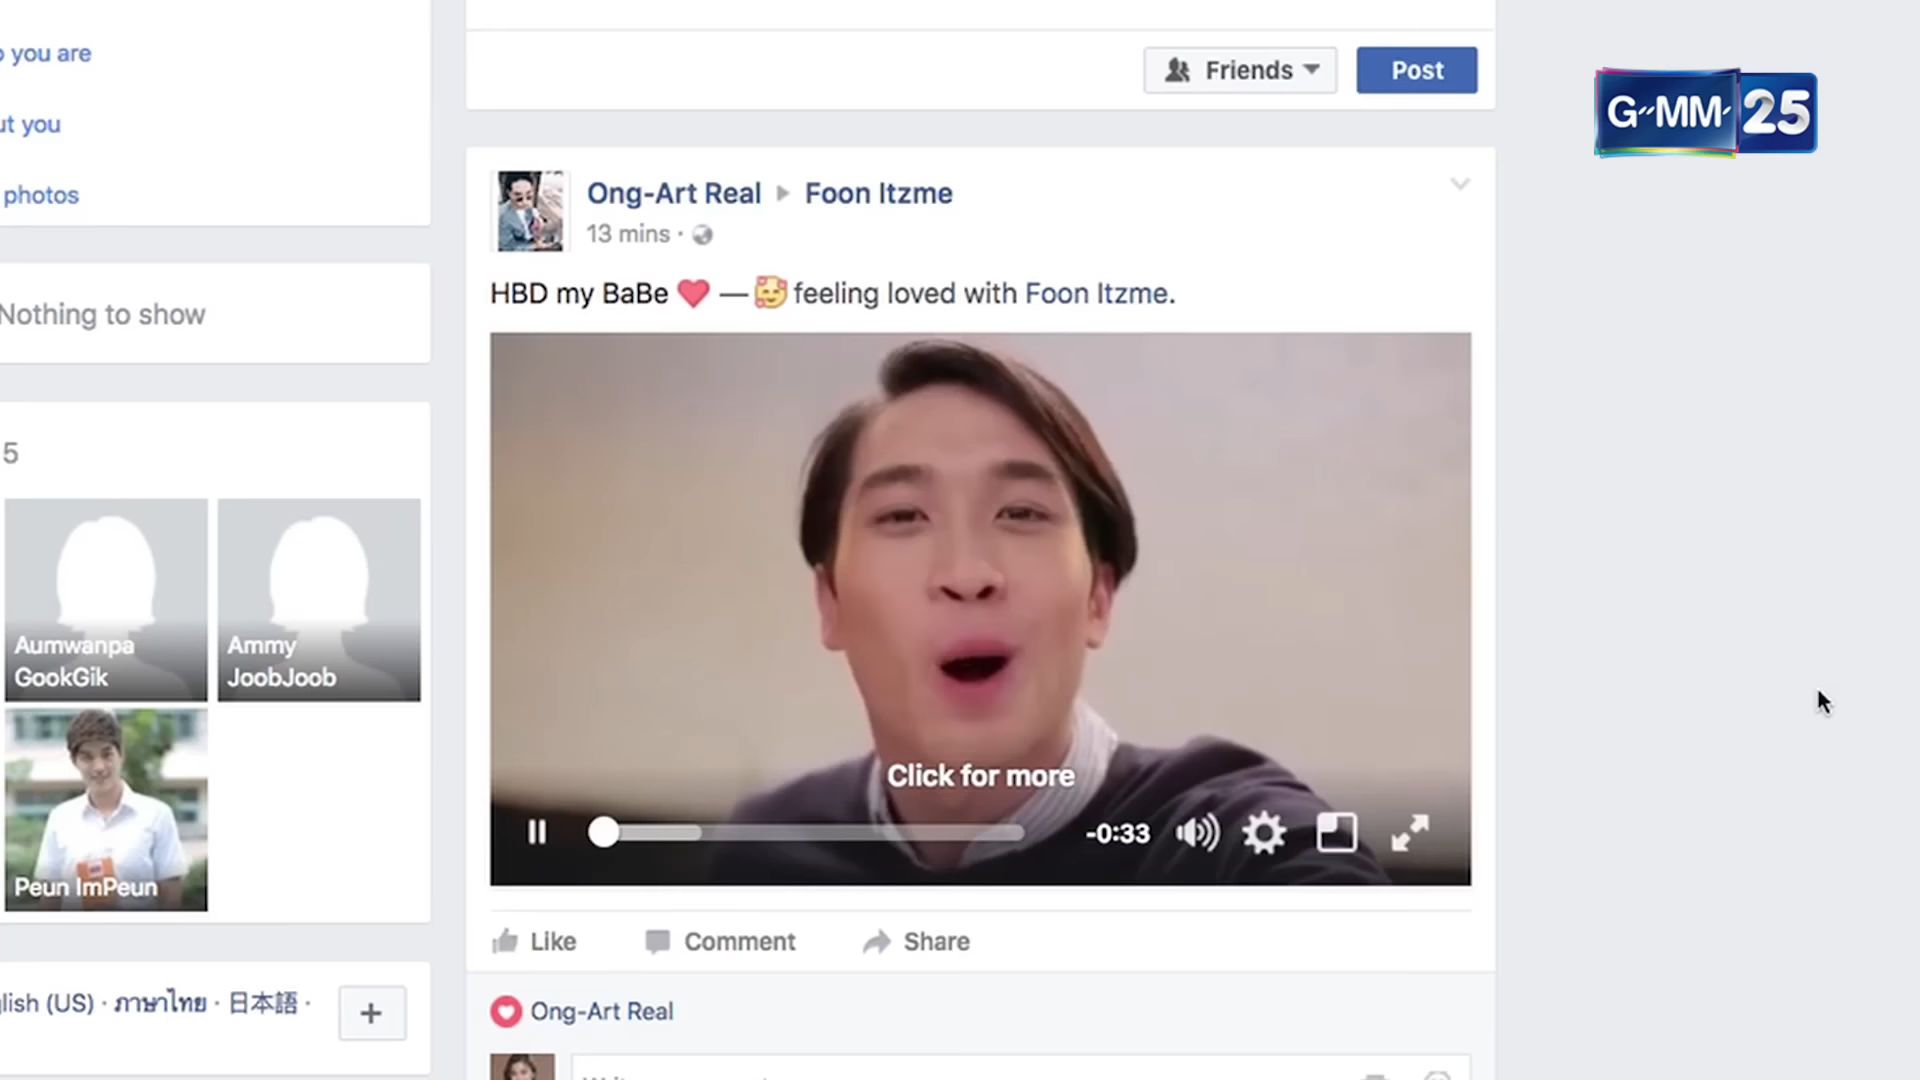 o you are
ut you
photos
Nothing to show
5
Aumwanpa
GookGik
Ammy
JoobJoob
Peun ImPeun
lish (US) · ภาษาไทย · 日本語 ·
Friends
Post
GMM 25
Ong-Art Real ▸ Foon Itzme
13 mins ·
HBD my BaBe ❤ — 🥰 feeling loved with Foon Itzme.
Click for more
-0:33
Like
Comment
Share
Ong-Art Real